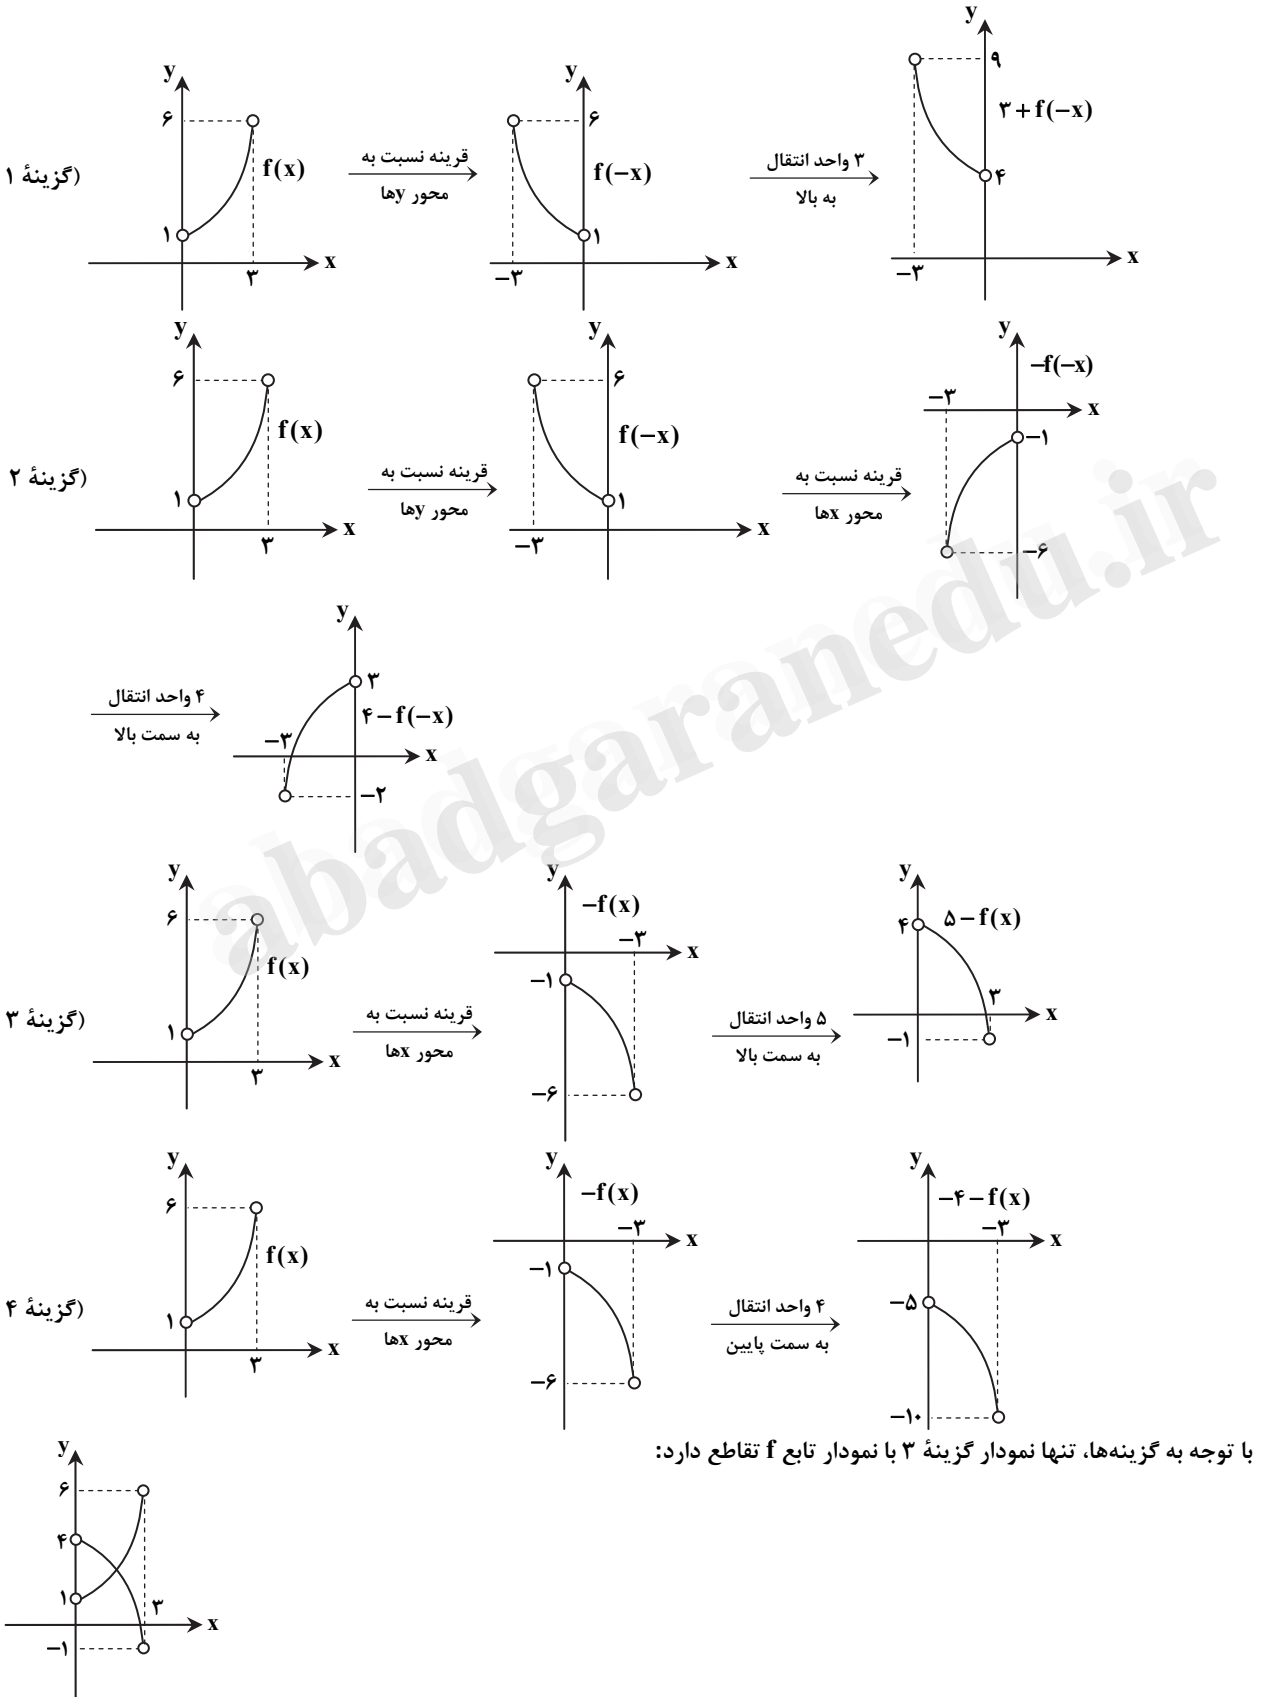 گزینهٔ ۱)
y
۶
f(x)
۱
۳
x
قرینه نسبت به
محور yها
y
۶
f(−x)
۱
−۳
x
۳ واحد انتقال
به بالا
y
۹
۳+f(−x)
۴
−۳
x
گزینهٔ ۲)
y
۶
f(x)
۱
۳
x
قرینه نسبت به
محور yها
y
۶
f(−x)
۱
−۳
x
قرینه نسبت به
محور xها
y
−f(−x)
−۳
x
−۱
−۶
۴ واحد انتقال
به سمت بالا
y
۳
۴−f(−x)
−۳
x
−۲
گزینهٔ ۳)
y
۶
f(x)
۱
۳
x
قرینه نسبت به
محور xها
y
−f(x)
−۳
x
−۱
−۶
۵ واحد انتقال
به سمت بالا
y
۴
۵−f(x)
۳
x
−۱
گزینهٔ ۴)
y
۶
f(x)
۱
۳
x
قرینه نسبت به
محور xها
y
−f(x)
−۳
x
−۱
−۶
۴ واحد انتقال
به سمت پایین
y
−۴−f(x)
−۳
x
−۵
−۱۰
با توجه به گزینه‌ها، تنها نمودار گزینهٔ ۳ با نمودار تابع f تقاطع دارد:
y
۶
۴
۱
۳
x
−۱
abadgaranedu.ir